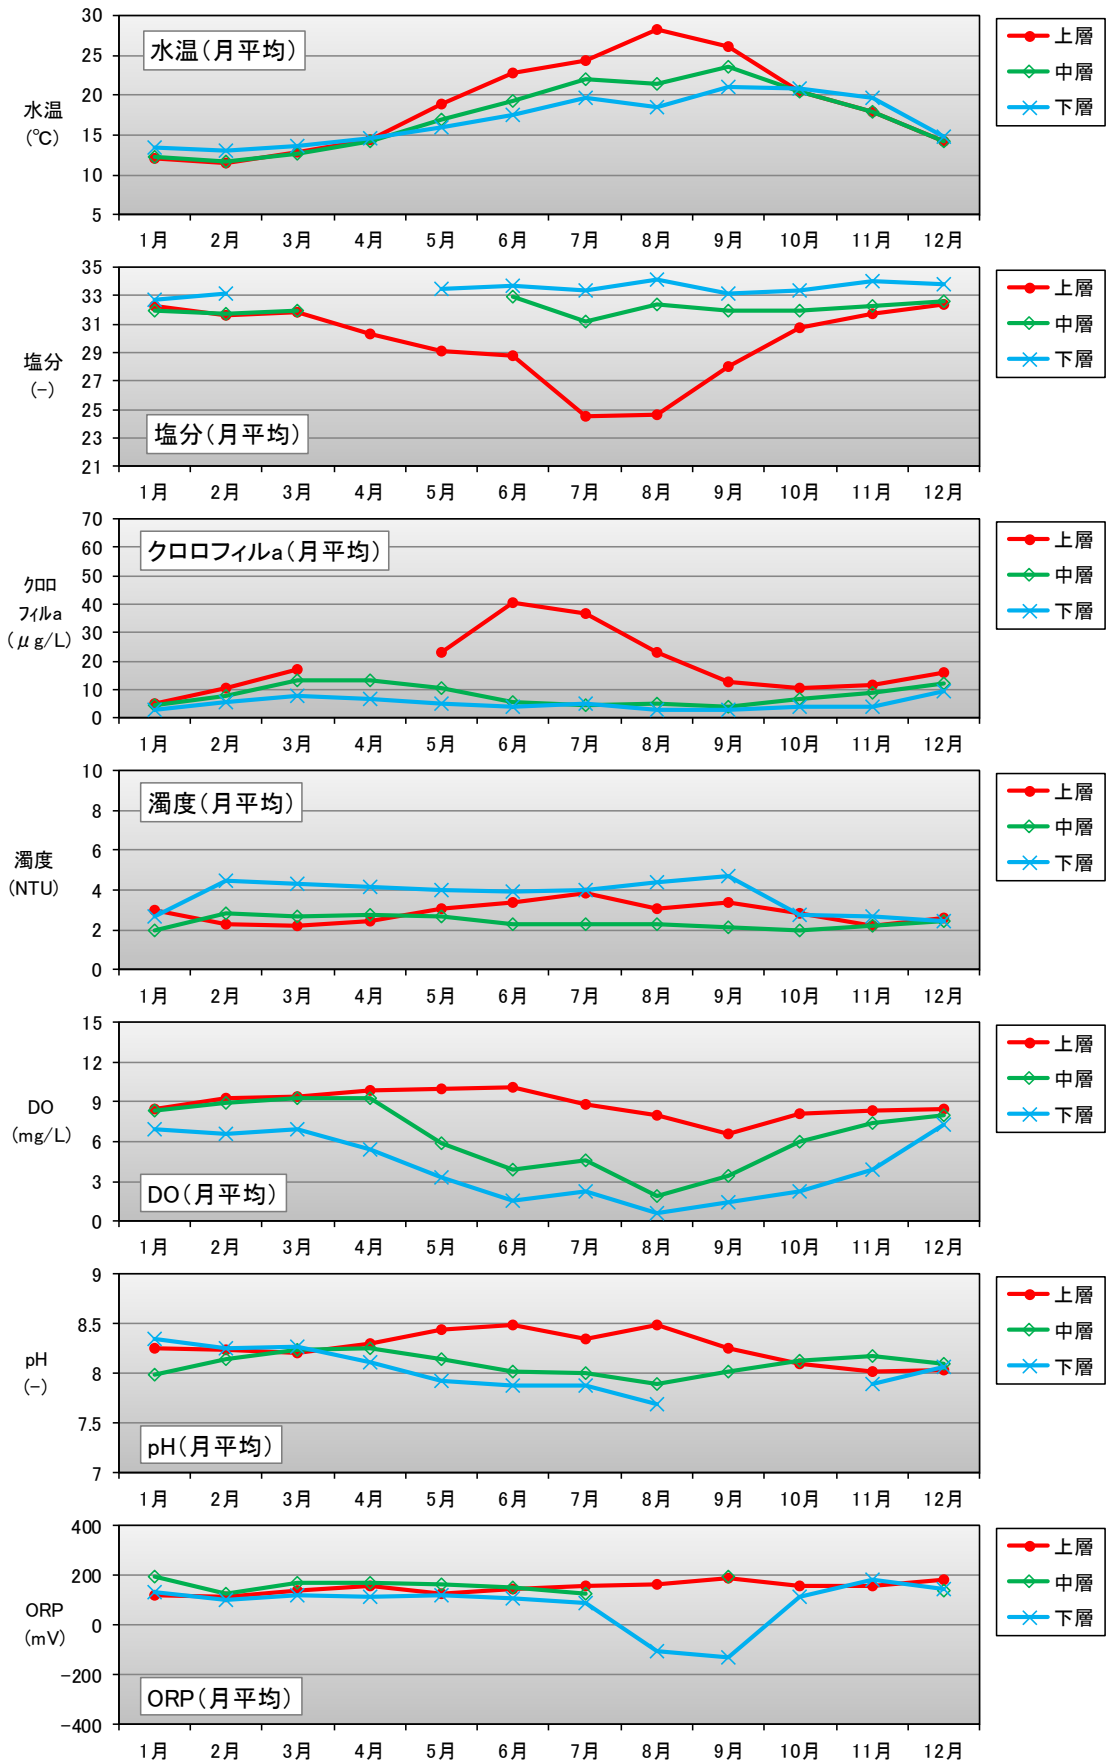 30
25
20
15
10
5
水温(月平均)
水温
(℃)
1月 2月 3月 4月 5月 6月 7月 8月 9月 10月 11月 12月
上層
中層
下層
35
33
31
29
27
25
23
21
塩分
(-)
塩分(月平均)
1月 2月 3月 4月 5月 6月 7月 8月 9月 10月 11月 12月
上層
中層
下層
70
60
50
40
30
20
10
0
クロロフィルa(月平均)
クロロ
フィルa
(μg/L)
1月 2月 3月 4月 5月 6月 7月 8月 9月 10月 11月 12月
上層
中層
下層
10
8
6
4
2
0
濁度(月平均)
濁度
(NTU)
1月 2月 3月 4月 5月 6月 7月 8月 9月 10月 11月 12月
上層
中層
下層
15
12
9
6
3
0
DO
(mg/L)
DO(月平均)
1月 2月 3月 4月 5月 6月 7月 8月 9月 10月 11月 12月
上層
中層
下層
9
8.5
8
7.5
7
pH
(-)
pH(月平均)
1月 2月 3月 4月 5月 6月 7月 8月 9月 10月 11月 12月
上層
中層
下層
400
200
0
-200
-400
ORP
(mV)
ORP(月平均)
1月 2月 3月 4月 5月 6月 7月 8月 9月 10月 11月 12月
上層
中層
下層